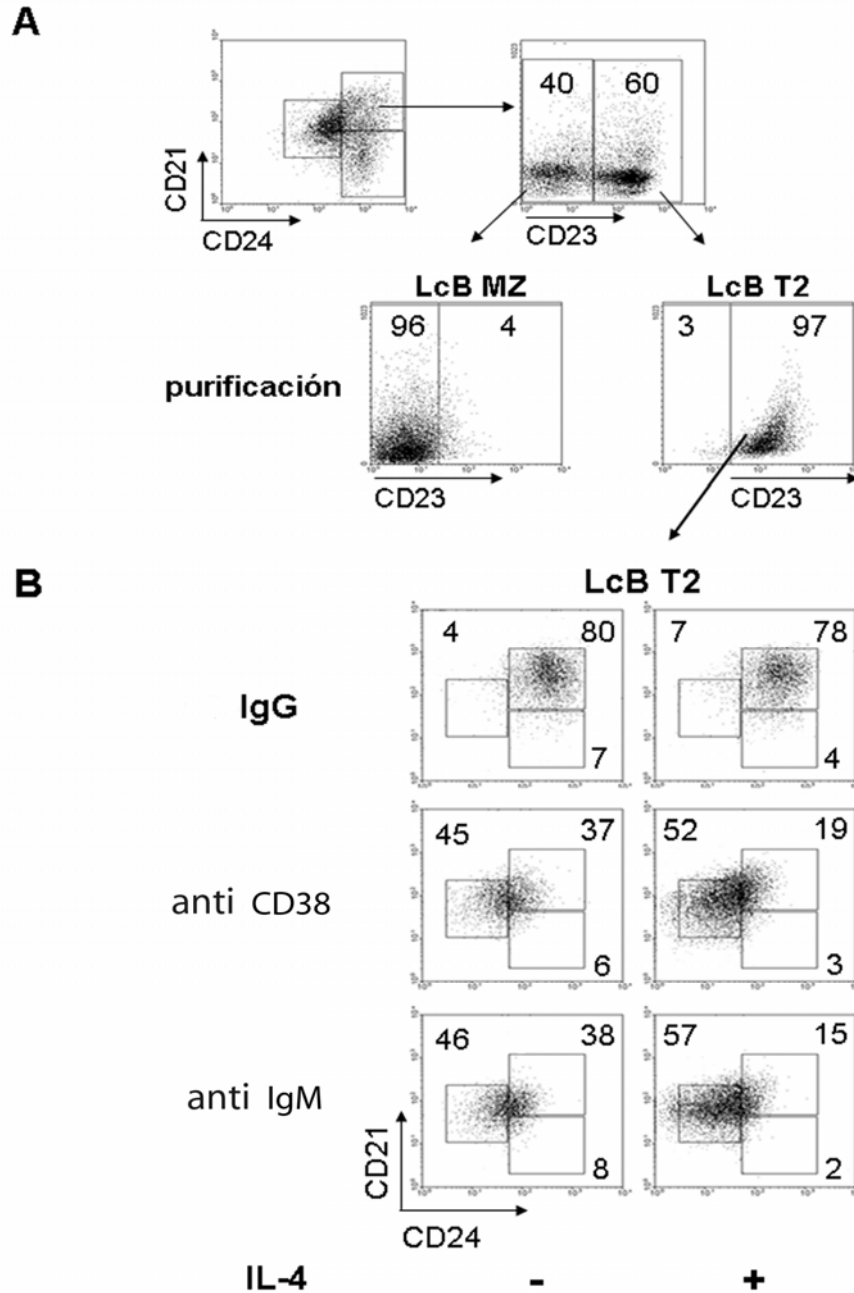 A
40 60
CD21
CD24
CD23
LcB MZ LcB T2
96 4
3 97
purificación
CD23
CD23
B
LcB T2
IgG
4 80
7
7 78
4
anti CD38
45 37
6
52 19
3
anti IgM
46 38
8
57 15
2
CD21
CD24
IL-4 - +